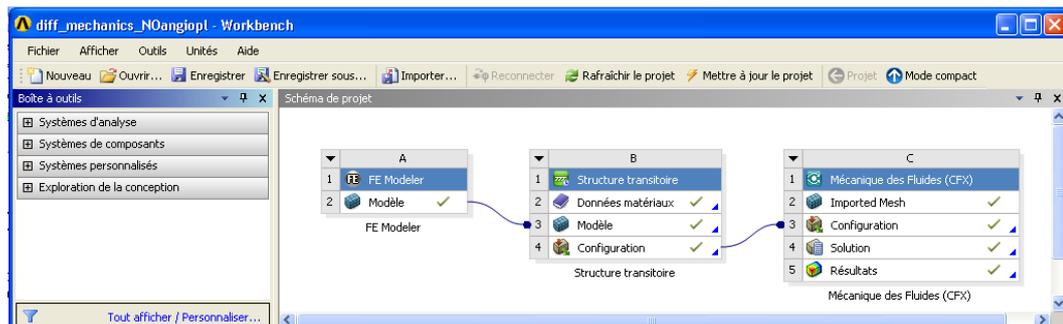 diff_mechanics_NOangiopl - Workbench
Fichier Afficher Outils Unités Aide
Nouveau Ouvrir... Enregistrer Enregistrer sous... Importer... Reconnecter Rafraîchir le projet Mettre à jour le projet Projet Mode compact
Boîte à outils
Schéma de projet
Systèmes d'analyse
Systèmes de composants
Systèmes personnalisés
Exploration de la conception
Tout afficher / Personnaliser...
A
1 FE Modeler
2 Modèle
FE Modeler
B
1 Structure transitoire
2 Données matériaux
3 Modèle
4 Configuration
Structure transitoire
C
1 Mécanique des Fluides (CFX)
2 Imported Mesh
3 Configuration
4 Solution
5 Résultats
Mécanique des Fluides (CFX)